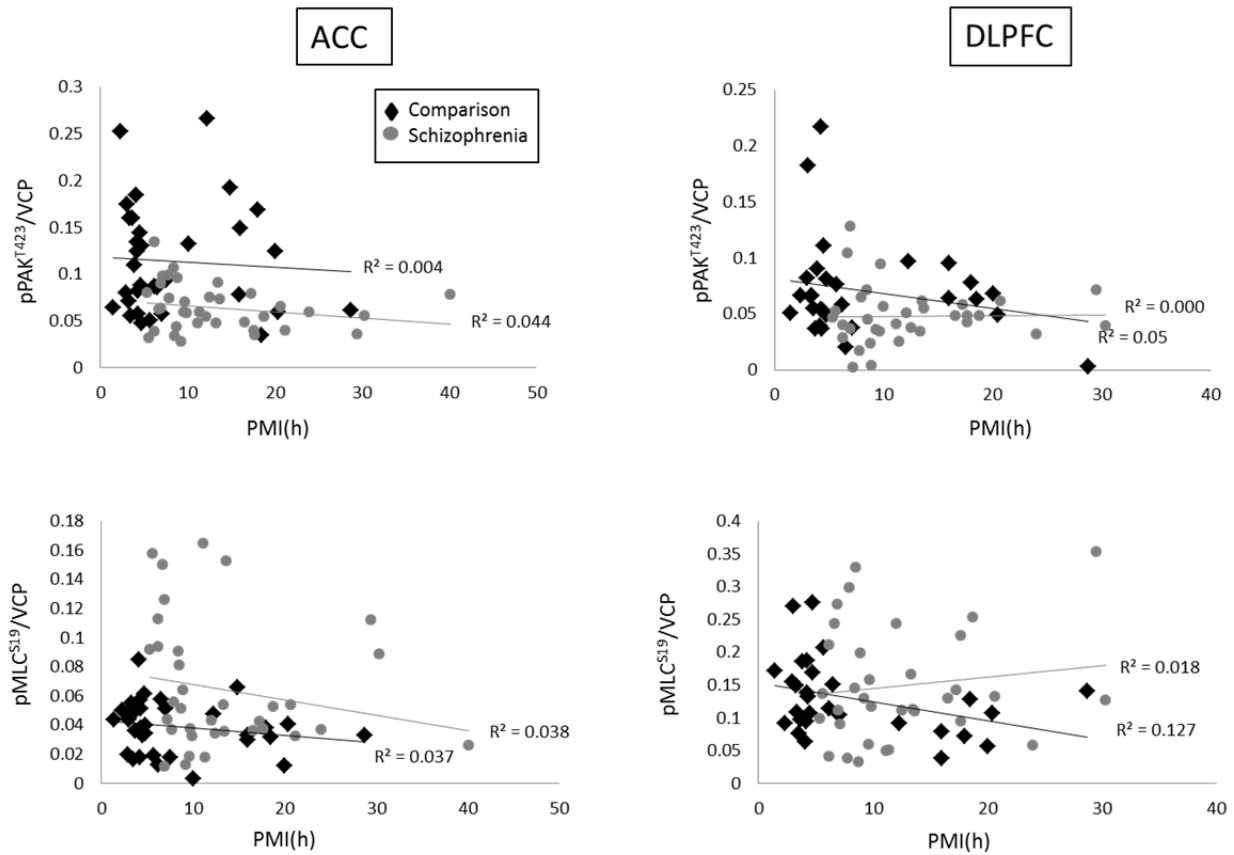 ACC
DLPFC
pPAKᵀ⁴²³/VCP
0.3
0.25
0.2
0.15
0.1
0.05
0
Comparison
Schizophrenia
R² = 0.004
R² = 0.044
0 10 20 30 40 50
PMI(h)
pPAKᵀ⁴²³/VCP
0.25
0.2
0.15
0.1
0.05
0
R² = 0.000
R² = 0.05
0 10 20 30 40
PMI(h)
pMLCˢ¹⁹/VCP
0.18
0.16
0.14
0.12
0.1
0.08
0.06
0.04
0.02
0
R² = 0.038
R² = 0.037
0 10 20 30 40 50
PMI(h)
pMLCˢ¹⁹/VCP
0.4
0.35
0.3
0.25
0.2
0.15
0.1
0.05
0
R² = 0.018
R² = 0.127
0 10 20 30 40
PMI(h)